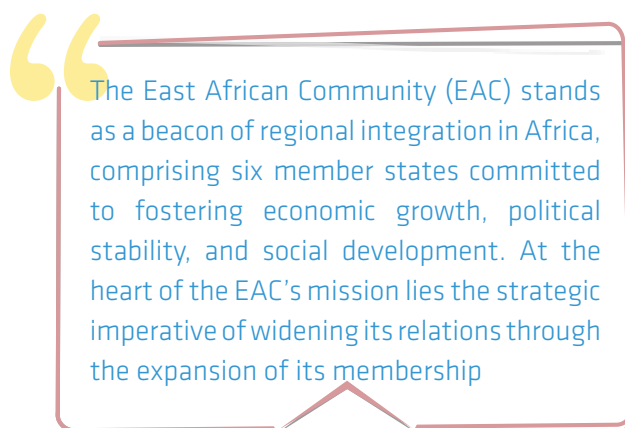 The East African Community (EAC) stands
as a beacon of regional integration in Africa,
comprising six member states committed
to fostering economic growth, political
stability, and social development. At the
heart of the EAC’s mission lies the strategic
imperative of widening its relations through
the expansion of its membership